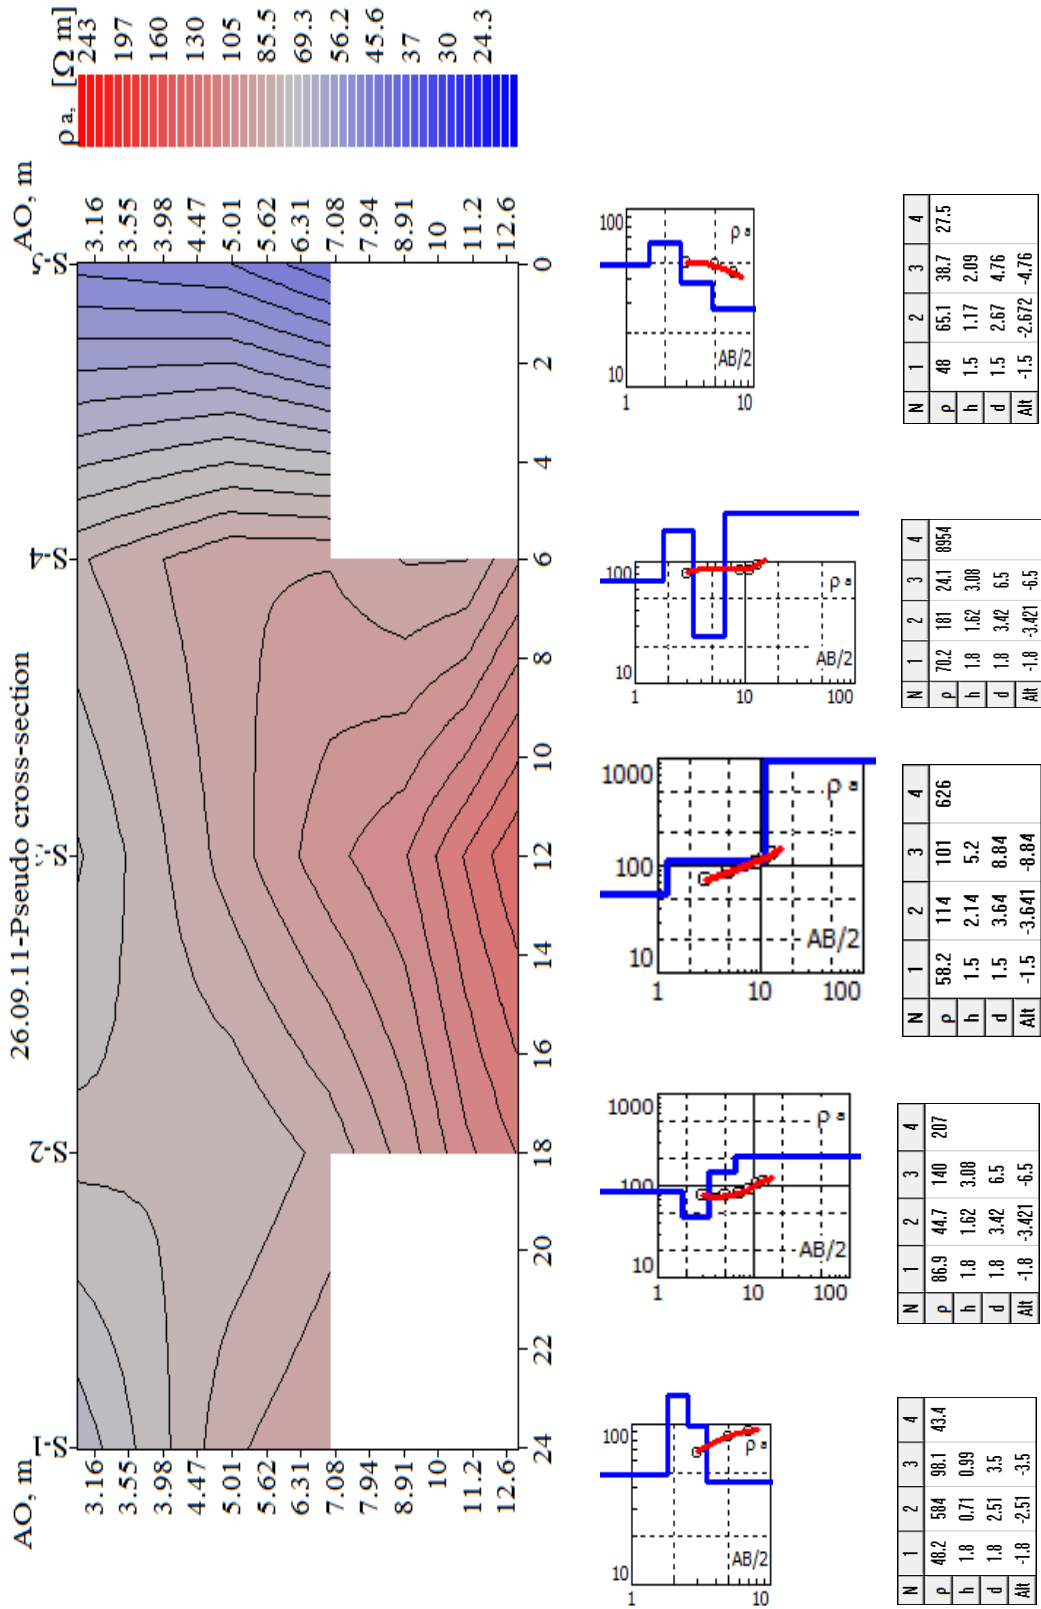 26.09.11-Pseudo cross-section
AO, m
S-1
S-2
S-3
S-4
S-5
AO, m
ρa, [Ω m]
3.16
3.55
3.98
4.47
5.01
5.62
6.31
7.08
7.94
8.91
10
11.2
12.6
3.16
3.55
3.98
4.47
5.01
5.62
6.31
7.08
7.94
8.91
10
11.2
12.6
243
197
160
130
105
85.5
69.3
56.2
45.6
37
30
24.3
24 22 20 18 16 14 12 10 8 6 4 2 0
100
ρ a
AB/2
10
1 10
1000
ρ a
100
AB/2
10
1 10 100
1000
ρ a
100
AB/2
10
1 10 100
100
ρ a
AB/2
10
1 10 100
100
ρ a
AB/2
10
1 10
N 1 2 3 4
ρ 48.2 584 98.1 43.4
h 1.8 0.71 0.99
d 1.8 2.51 3.5
Alt -1.8 -2.51 -3.5
N 1 2 3 4
ρ 86.9 44.7 140 207
h 1.8 1.62 3.08
d 1.8 3.42 6.5
Alt -1.8 -3.421 -6.5
N 1 2 3 4
ρ 58.2 114 101 626
h 1.5 2.14 5.2
d 1.5 3.64 8.84
Alt -1.5 -3.641 -8.84
N 1 2 3 4
ρ 70.2 181 24.1 8954
h 1.8 1.62 3.08
d 1.8 3.42 6.5
Alt -1.8 -3.421 -6.5
N 1 2 3 4
ρ 48 65.1 38.7 27.5
h 1.5 1.17 2.09
d 1.5 2.67 4.76
Alt -1.5 -2.672 -4.76